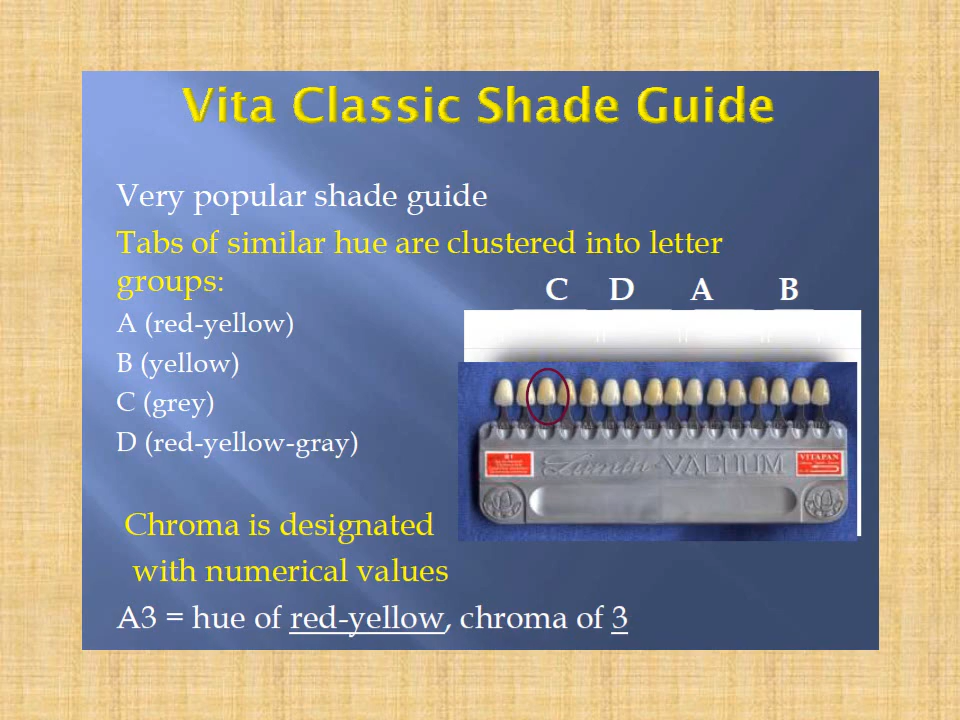 Vita Classic Shade Guide
Very popular shade guide
Tabs of similar hue are clustered into letter
groups:
C D A B
A (red-yellow)
B (yellow)
C (grey)
D (red-yellow-gray)
Lumin VACUUM
VITAPAN
Chroma is designated
with numerical values
A3 = hue of red-yellow, chroma of 3